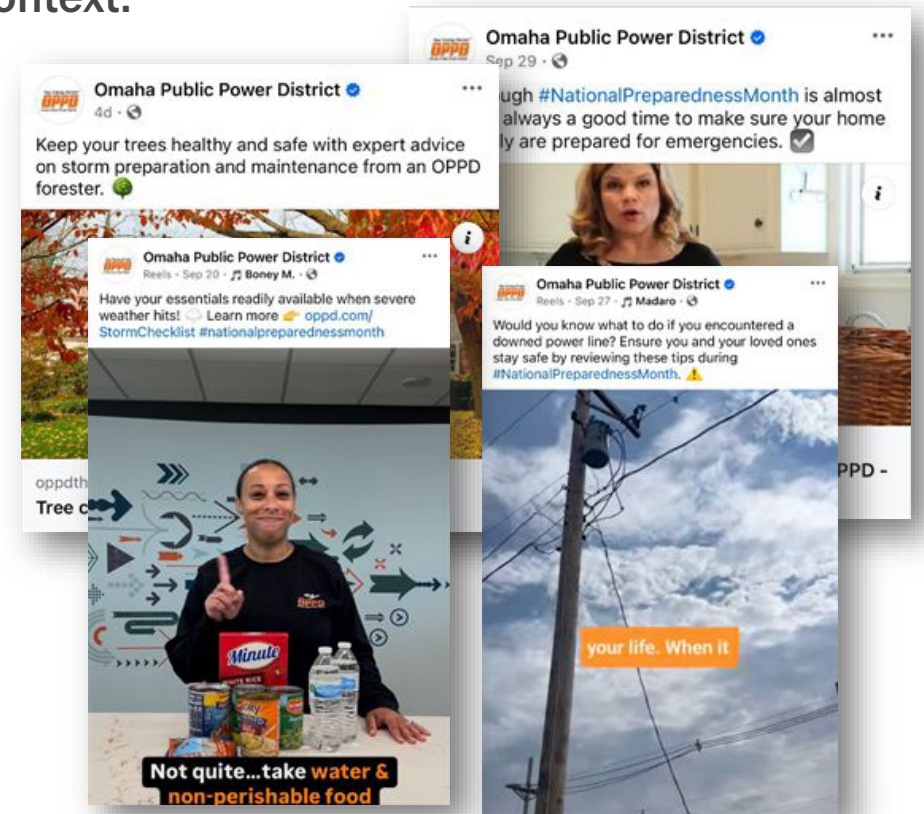 ontext.
Omaha Public Power District
Sep 29
ugh #NationalPreparednessMonth is almost
always a good time to make sure your home
ly are prepared for emergencies.
Omaha Public Power District
4d
Keep your trees healthy and safe with expert advice
on storm preparation and maintenance from an OPPD
forester.
OPPD
oppdth
Tree c
PPD -
Omaha Public Power District
Reels · Sep 20 · Boney M.
Have your essentials readily available when severe
weather hits! Learn more oppd.com/
StormChecklist #nationalpreparednessmonth
OPPD
Minute
WHITE RICE
Not quite...take water &
non-perishable food
Omaha Public Power District
Reels · Sep 27 · Madaro
Would you know what to do if you encountered a
downed power line? Ensure you and your loved ones
stay safe by reviewing these tips during
#NationalPreparednessMonth.
your life. When it